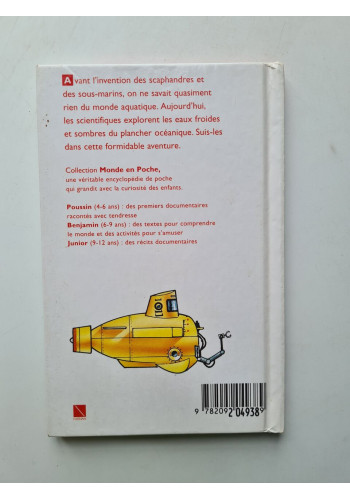 Avant l'invention des scaphandres et
des sous-marins, on ne savait quasiment
rien du monde aquatique. Aujourd'hui,
les scientifiques explorent les eaux froides
et sombres du plancher océanique. Suis-les
dans cette formidable aventure.
Collection Monde en Poche,
une véritable encyclopédie de poche
qui grandit avec le curiosité des enfants.
Poussin (4-6 ans) : des premiers documentaires
racontés avec tendresse
Benjamin (6-9 ans) : des textes pour comprendre
le monde et des activités pour s'amuser
Junior (9-12 ans) : des récits documentaires
9 782092 049389